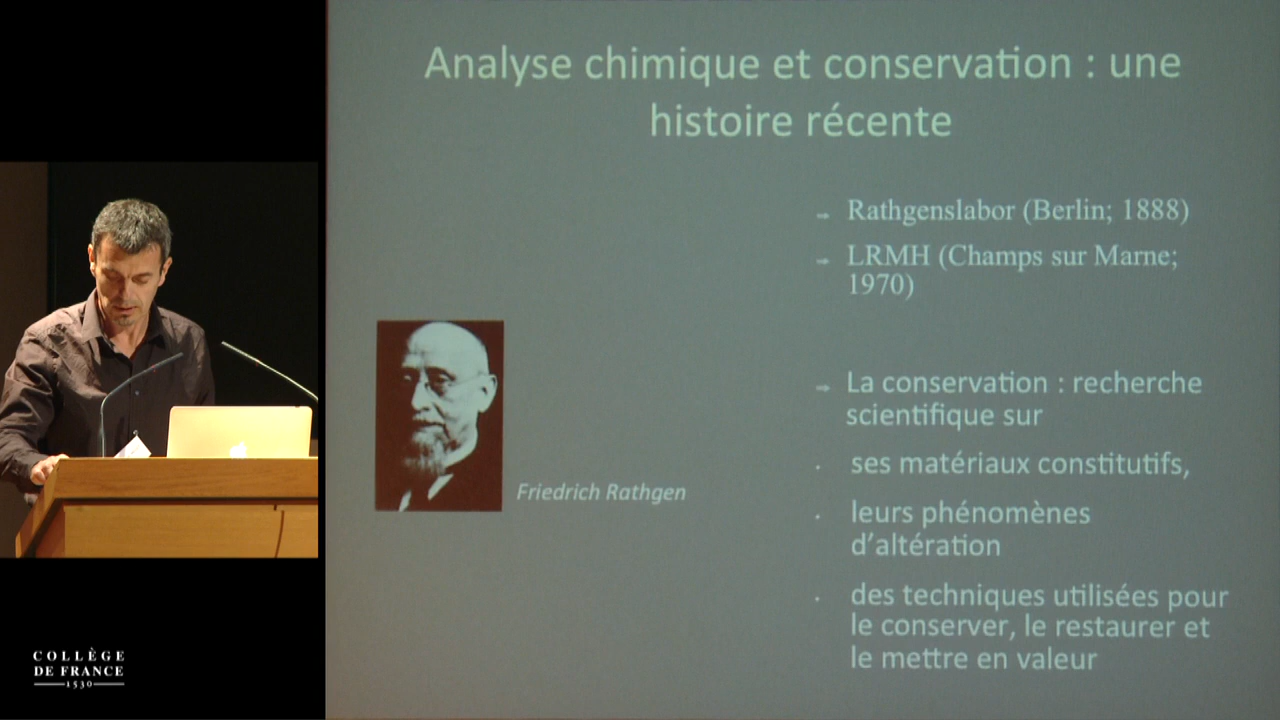 Analyse chimique et conservation : une
histoire récente
→ Rathgenslabor (Berlin; 1888)
→ LRMH (Champs sur Marne;
1970)
→ La conservation : recherche
scientifique sur
• ses matériaux constitutifs,
• leurs phénomènes
d'altération
• des techniques utilisées pour
le conserver, le restaurer et
le mettre en valeur
Friedrich Rathgen
COLLÈGE
DE FRANCE
1530